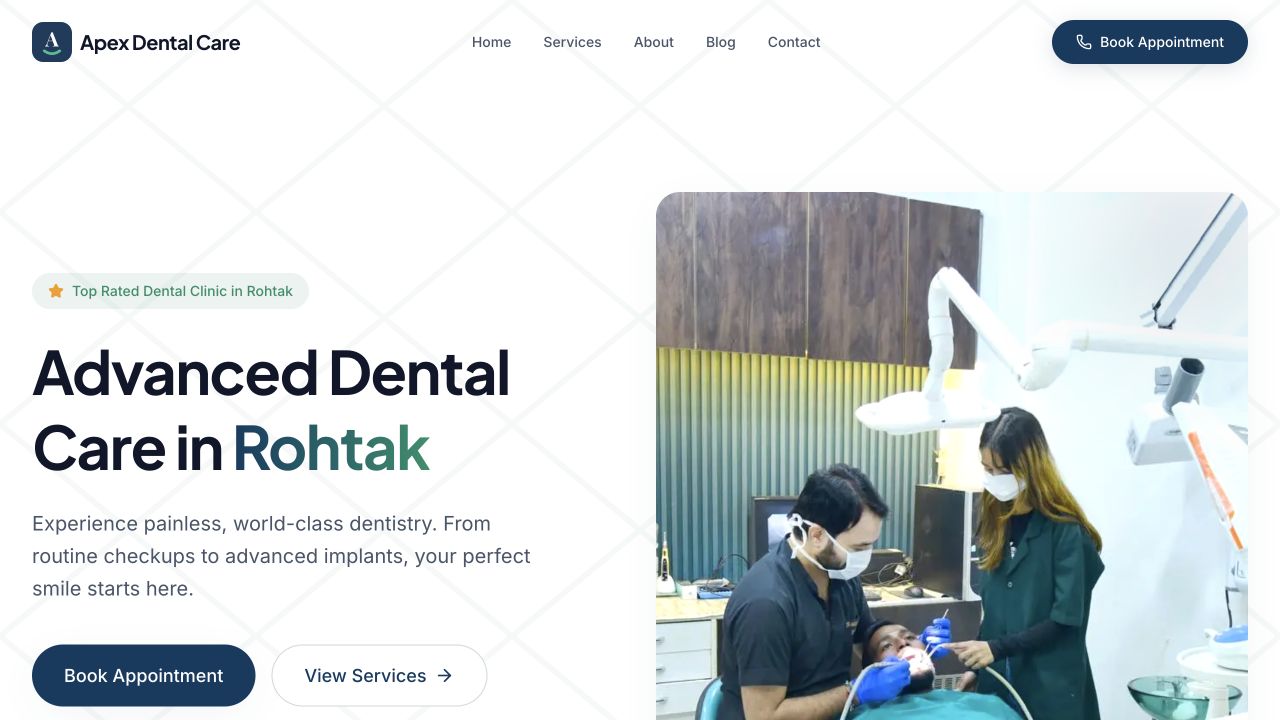 A
Apex Dental Care
Home
Services
About
Blog
Contact
Book Appointment
Top Rated Dental Clinic in Rohtak
Advanced Dental
Care in Rohtak
Experience painless, world-class dentistry. From
routine checkups to advanced implants, your perfect
smile starts here.
Book Appointment
View Services